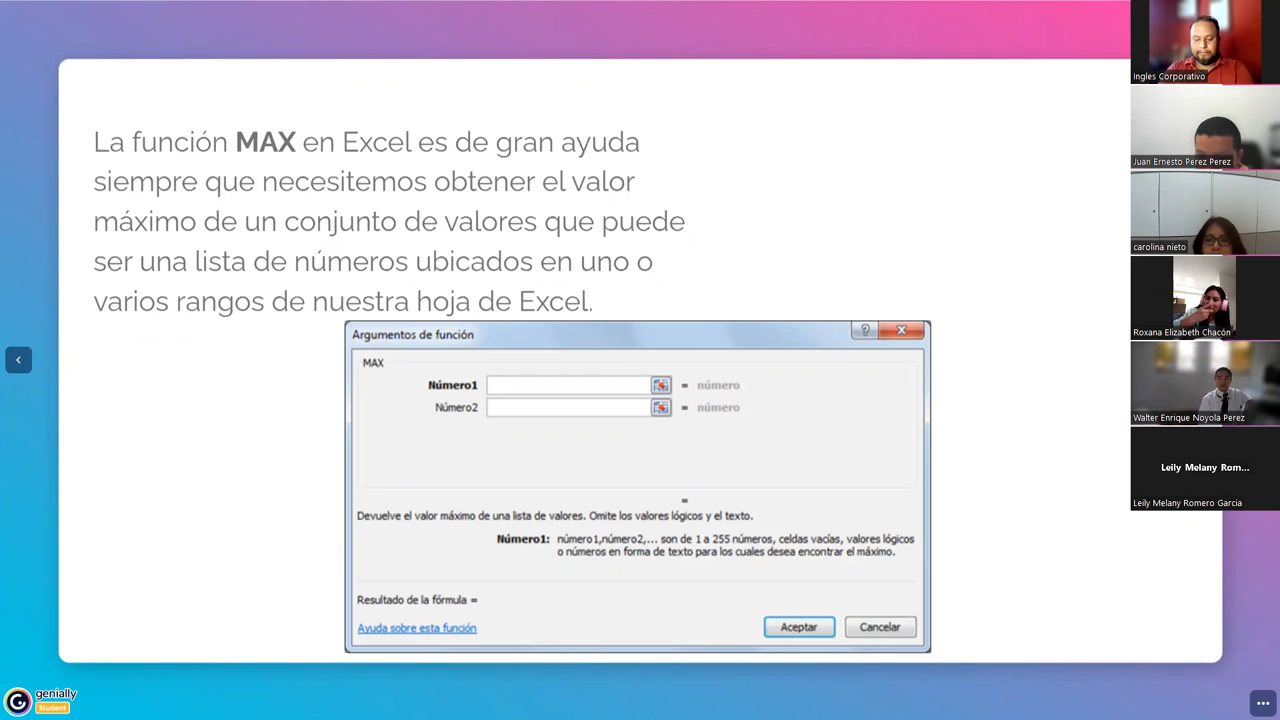 La función MAX en Excel es de gran ayuda
siempre que necesitemos obtener el valor
máximo de un conjunto de valores que puede
ser una lista de números ubicados en uno o
varios rangos de nuestra hoja de Excel.
Argumentos de función
?
MAX
Número1 = número
Número2 = número
=
Devuelve el valor máximo de una lista de valores. Omite los valores lógicos y el texto.
Número1: número1,número2,... son de 1 a 255 números, celdas vacías, valores lógicos
o números en forma de texto para los cuales desea encontrar el máximo.
Resultado de la fórmula =
Ayuda sobre esta función
Aceptar Cancelar
Ingles Corporativo
Juan Ernesto Perez Perez
carolina nieto
Roxana Elizabeth Chacón
Walter Enrique Noyola Perez
Leily Melany Rom...
Leily Melany Romero Garcia
genially
Student